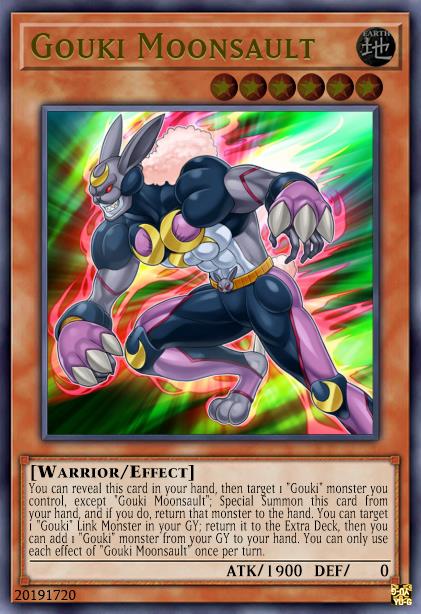 GOUKI MOONSAULT
EARTH
地
[WARRIOR/EFFECT]
You can reveal this card in your hand, then target 1 "Gouki" monster you
control, except "Gouki Moonsault"; Special Summon this card from
your hand, and if you do, return that monster to the hand. You can target
1 "Gouki" Link Monster in your GY; return it to the Extra Deck, then you
can add 1 "Gouki" monster from your GY to your hand. You can only use
each effect of "Gouki Moonsault" once per turn.
ATK/1900 DEF/ 0
20191720